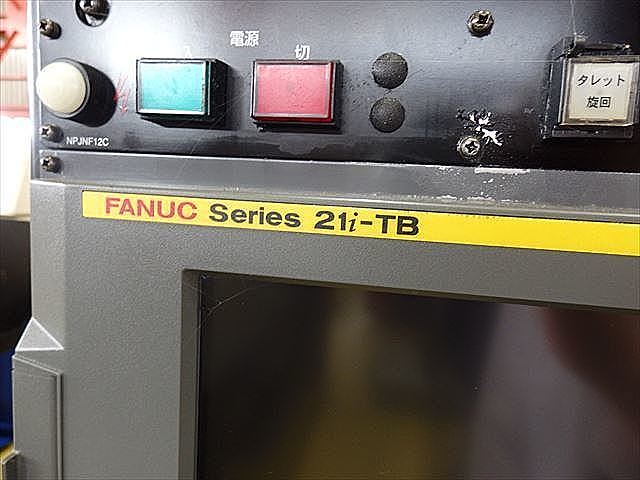 電源
入
切
タレット
旋回
NPJNF12C
FANUC Series 21i-TB